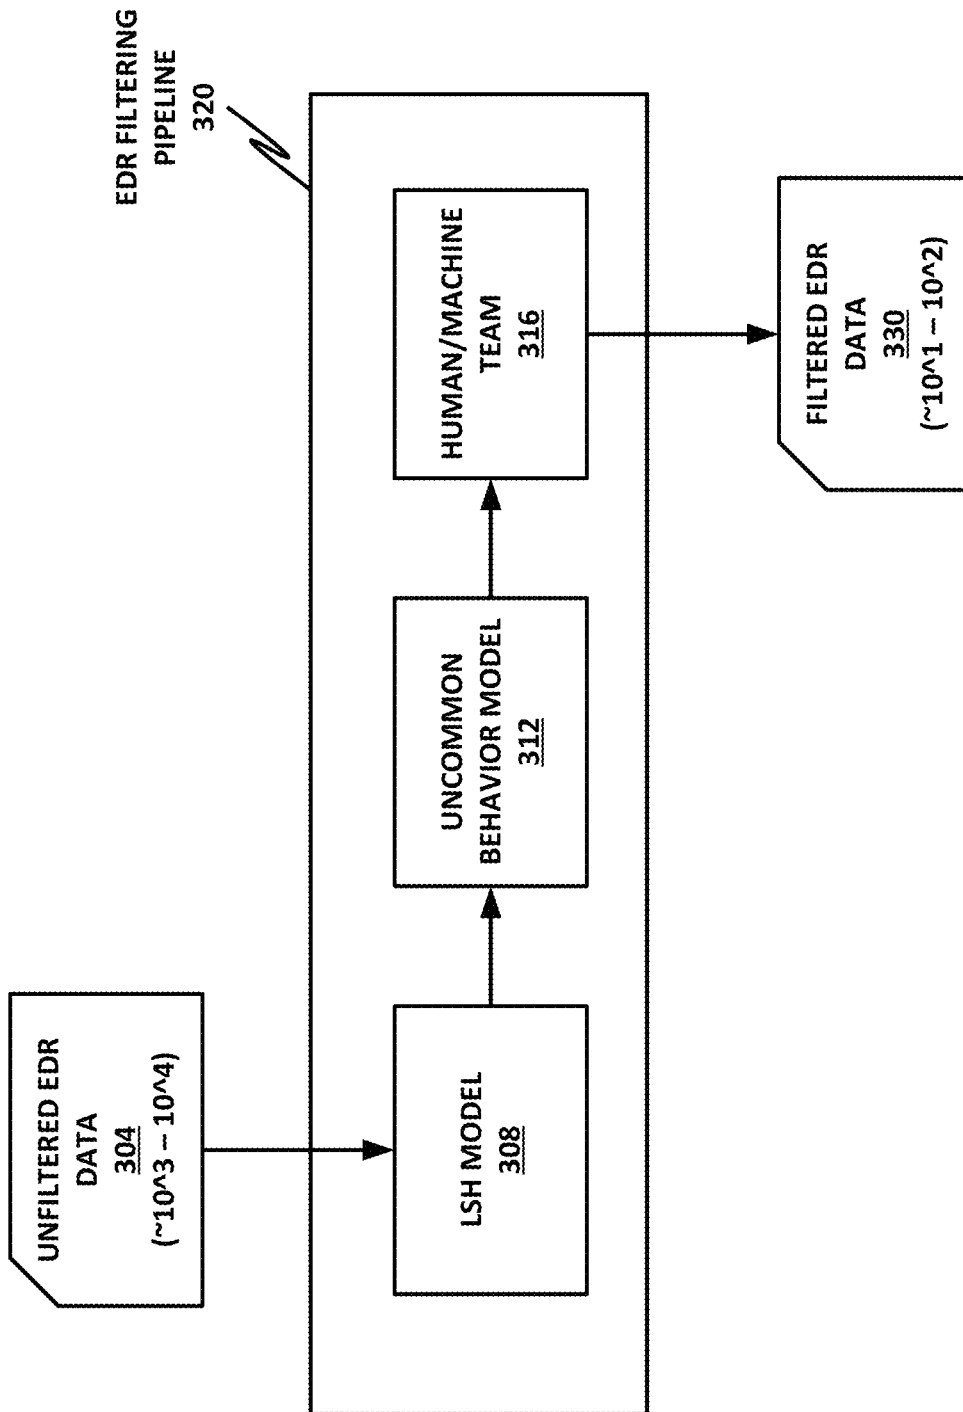 EDR FILTERING
PIPELINE
320
UNFILTERED EDR
DATA
304
(~10^3 – 10^4)
LSH MODEL
308
UNCOMMON
BEHAVIOR MODEL
312
HUMAN/MACHINE
TEAM
316
FILTERED EDR
DATA
330
(~10^1 – 10^2)